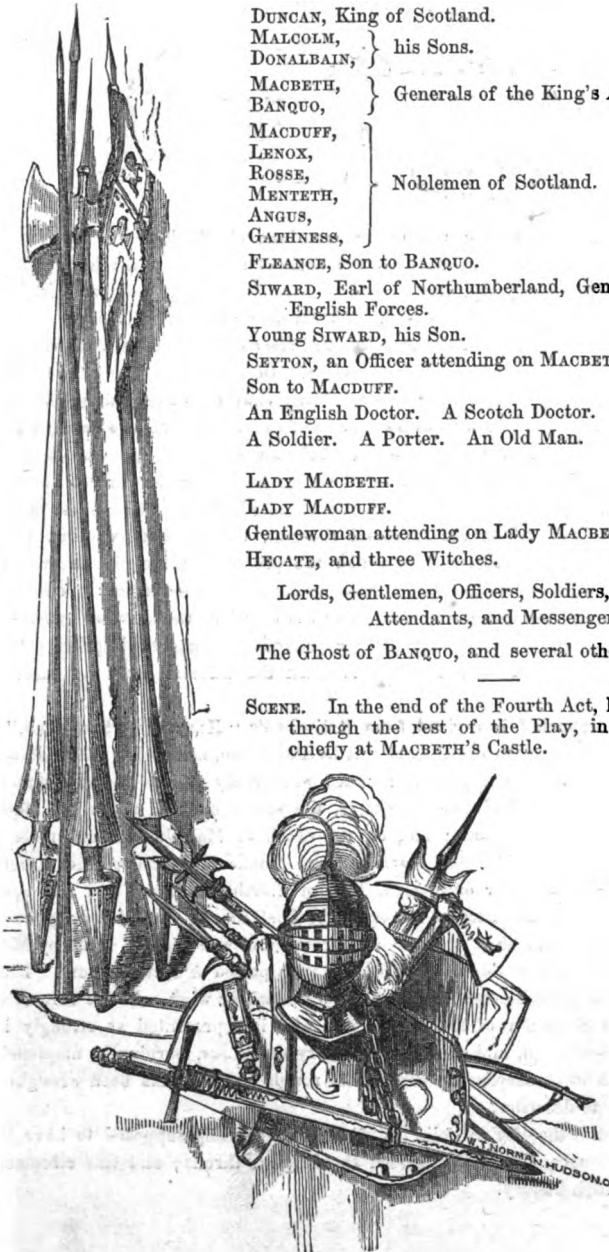 DUNCAN, King of Scotland.
MALCOLM,
DONALBAIN,
his Sons.
MACBETH,
BANQUO,
Generals of the King's
MACDUFF,
LENOX,
ROSSE,
MENTETH,
ANGUS,
GATHNESS,
Noblemen of Scotland.
FLEANCE, Son to BANQUO.
SIWARD, Earl of Northumberland, Gen
English Forces.
Young SIWARD, his Son.
SEYTON, an Officer attending on MACBET
Son to MACDUFF.
An English Doctor. A Scotch Doctor.
A Soldier. A Porter. An Old Man.
LADY MACBETH.
LADY MACDUFF.
Gentlewoman attending on Lady MACBE
HECATE, and three Witches.
Lords, Gentlemen, Officers, Soldiers,
Attendants, and Messenger
The Ghost of BANQUO, and several oth
SCENE. In the end of the Fourth Act,
through the rest of the Play, in
chiefly at MACBETH's Castle.
W.T.NORMAN.HUDSON.